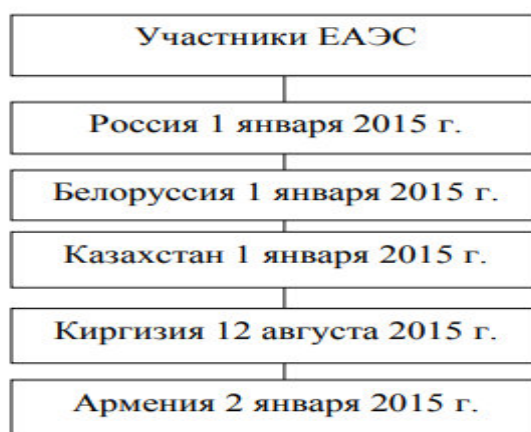 Участники ЕАЭС
Россия 1 января 2015 г.
Белоруссия 1 января 2015 г.
Казахстан 1 января 2015 г.
Киргизия 12 августа 2015 г.
Армения 2 января 2015 г.